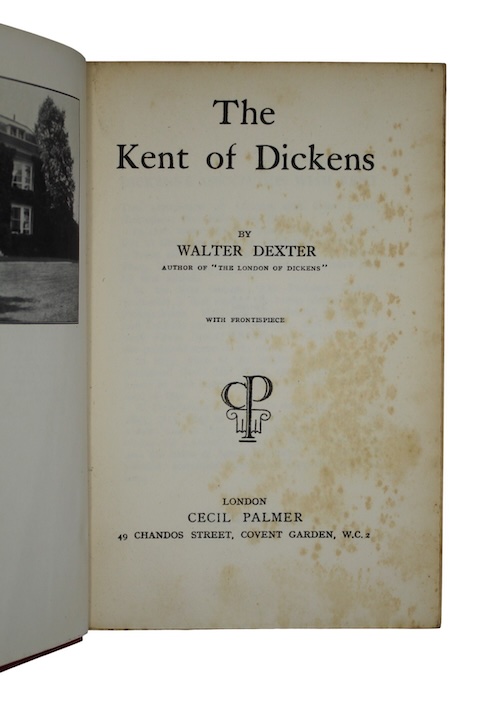 The
Kent of Dickens
BY
WALTER DEXTER
AUTHOR OF "THE LONDON OF DICKENS"
WITH FRONTISPIECE
CP
LONDON
CECIL PALMER
49 CHANDOS STREET, COVENT GARDEN, W.C. 2